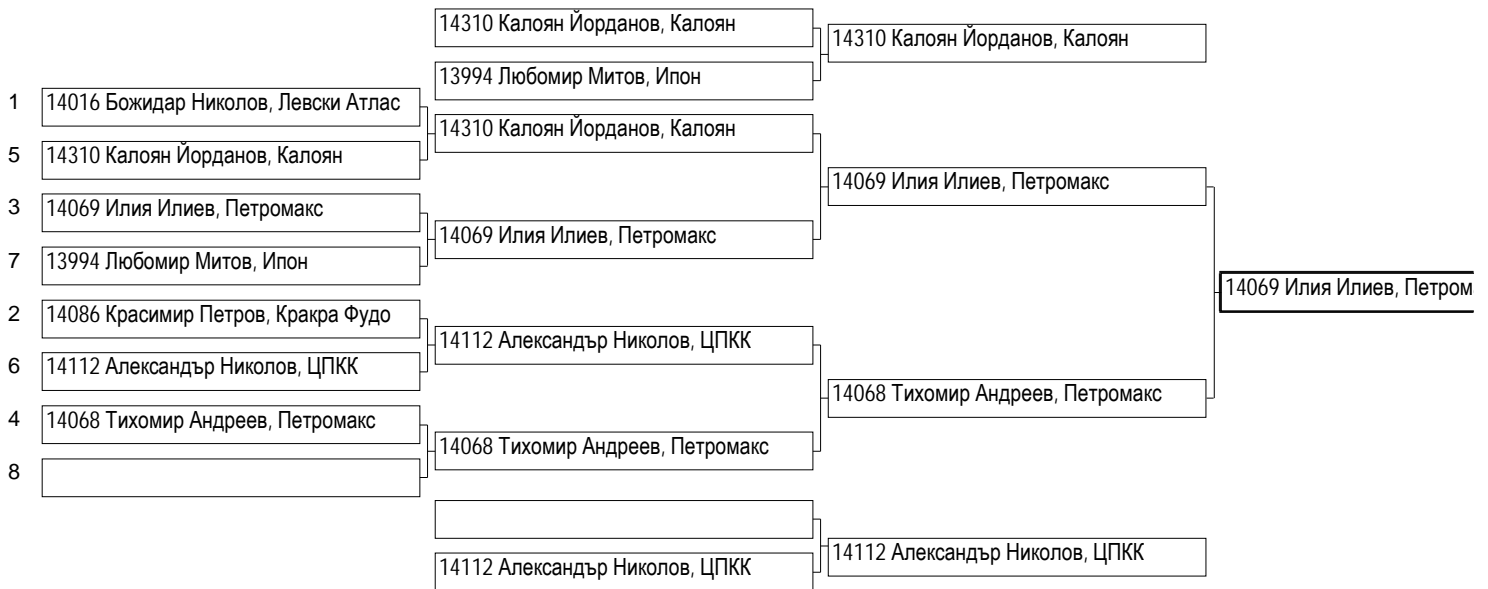 14310 Калоян Йорданов, Калоян
14310 Калоян Йорданов, Калоян
13994 Любомир Митов, Ипон
1 14016 Божидар Николов, Левски Атлас
14310 Калоян Йорданов, Калоян
5 14310 Калоян Йорданов, Калоян
14069 Илия Илиев, Петромакс
3 14069 Илия Илиев, Петромакс
14069 Илия Илиев, Петромакс
7 13994 Любомир Митов, Ипон
14069 Илия Илиев, Петром
2 14086 Красимир Петров, Кракра Фудо
14112 Александър Николов, ЦПКК
6 14112 Александър Николов, ЦПКК
14068 Тихомир Андреев, Петромакс
4 14068 Тихомир Андреев, Петромакс
14068 Тихомир Андреев, Петромакс
8
14112 Александър Николов, ЦПКК
14112 Александър Николов, ЦПКК